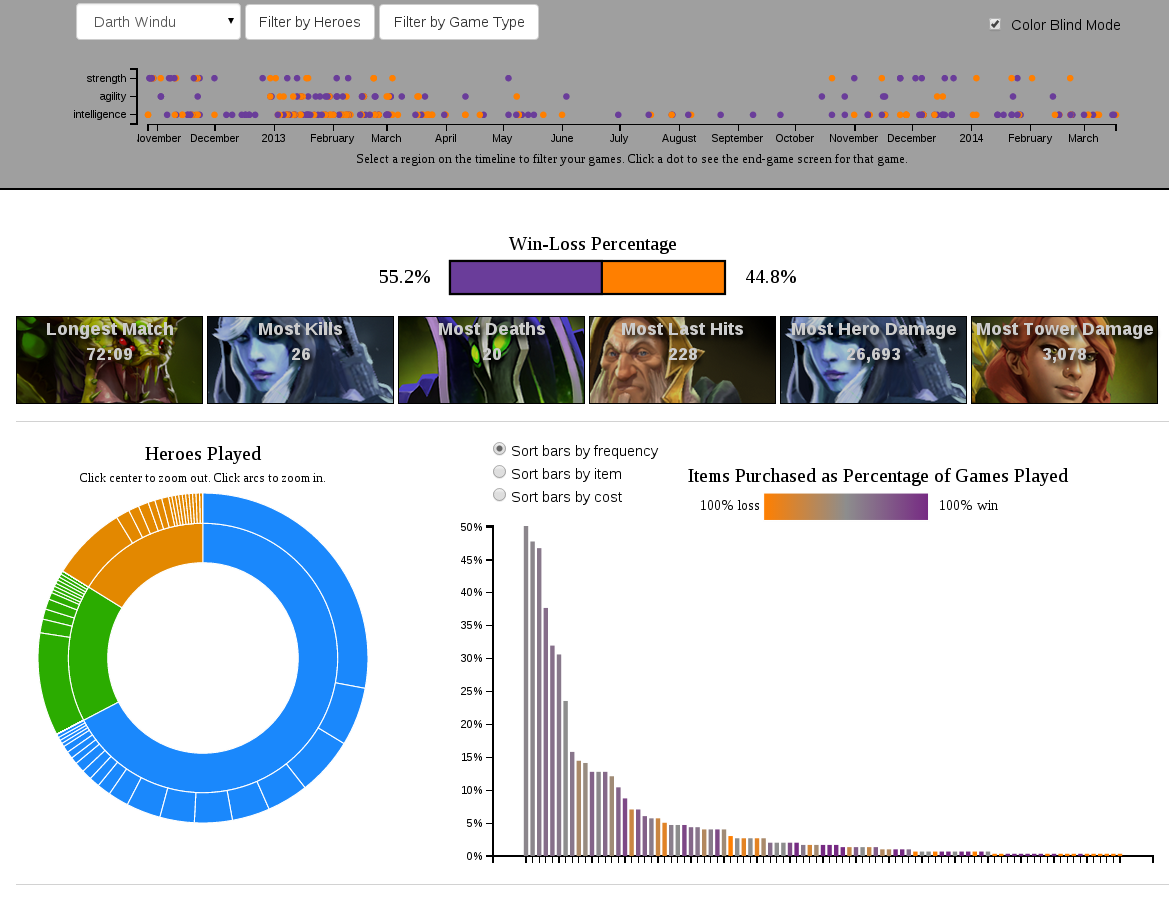 Darth Windu
Filter by Heroes
Filter by Game Type
Color Blind Mode
strength
agility
intelligence
ovember December 2013 February March April May June July August September October November December 2014 February March
Select a region on the timeline to filter your games. Click a dot to see the end-game screen for that game.
Win-Loss Percentage
55.2%
44.8%
Longest Match
72:09
Most Kills
26
Most Deaths
20
Most Last Hits
228
Most Hero Damage
26,693
Most Tower Damage
3,078
Heroes Played
Click center to zoom out. Click arcs to zoom in.
Sort bars by frequency
Sort bars by item
Sort bars by cost
Items Purchased as Percentage of Games Played
100% loss
100% win
50%
45%
40%
35%
30%
25%
20%
15%
10%
5%
0%